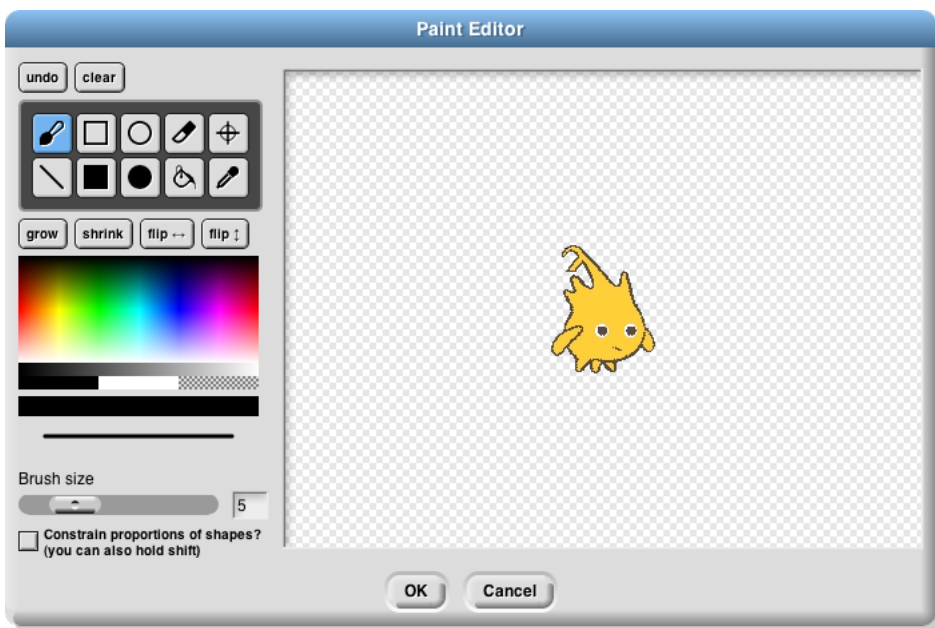 Paint Editor
undo clear
grow shrink flip ↔ flip ↕
Brush size
5
Constrain proportions of shapes?
(you can also hold shift)
OK Cancel